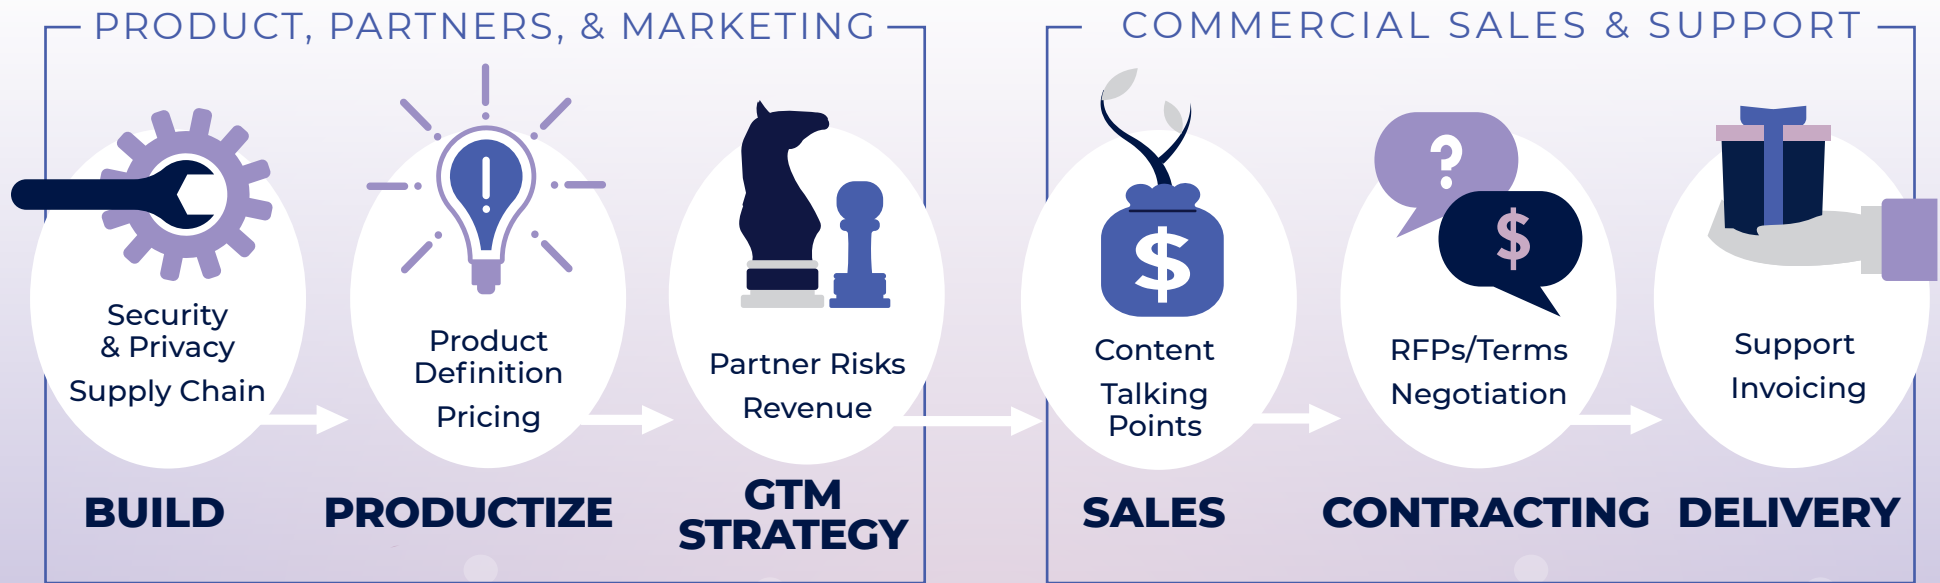 PRODUCT, PARTNERS, & MARKETING
COMMERCIAL SALES & SUPPORT
Security
& Privacy
Supply Chain
BUILD
Product
Definition
Pricing
PRODUCTIZE
Partner Risks
Revenue
GTM
STRATEGY
$
Content
Talking
Points
SALES
?
$
RFPs/Terms
Negotiation
CONTRACTING
Support
Invoicing
DELIVERY